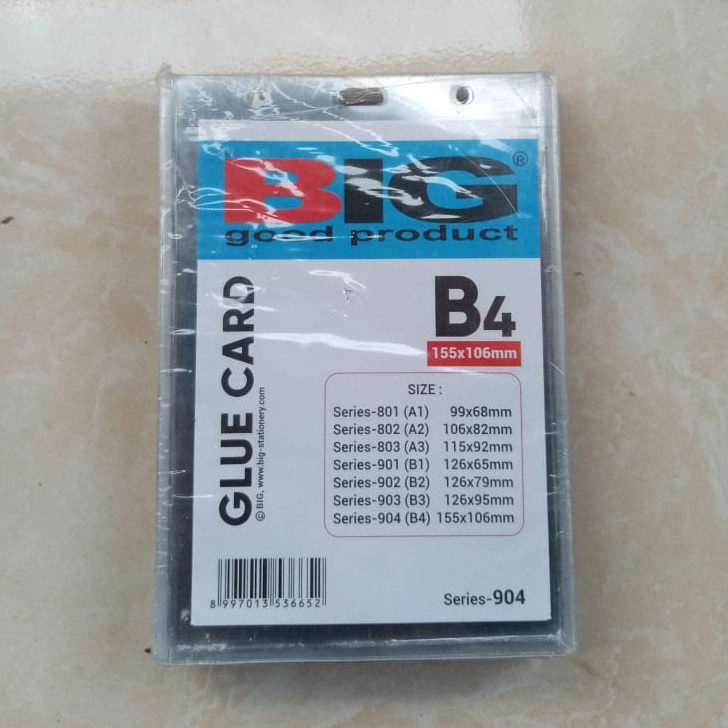 BIG®
good product
GLUE CARD
© BIG, www.big-stationery.com
B4
155x106mm
SIZE :
Series-801 (A1) 99x68mm
Series-802 (A2) 106x82mm
Series-803 (A3) 115x92mm
Series-901 (B1) 126x65mm
Series-902 (B2) 126x79mm
Series-903 (B3) 126x95mm
Series-904 (B4) 155x106mm
8 997013 536652
Series-904